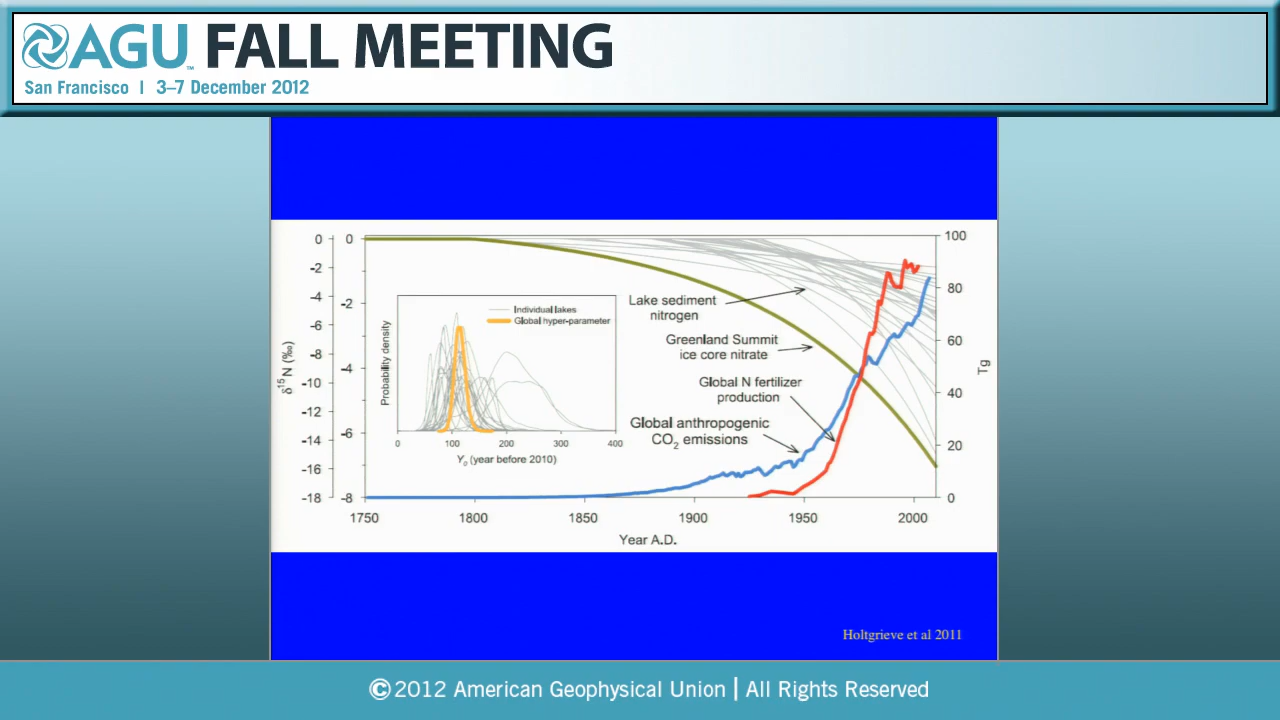 AGU™ FALL MEETING
San Francisco | 3–7 December 2012
0
-2
-4
-6
-8
-10
-12
-14
-16
-18
δ15N (‰)
0
-2
-4
-6
-8
100
80
60
40
20
0
Tg
1750 1800 1850 1900 1950 2000
Year A.D.
Individual lakes
Global hyper-parameter
Probability density
0 100 200 300 400
Y0 (year before 2010)
Lake sediment
nitrogen
Greenland Summit
ice core nitrate
Global N fertilizer
production
Global anthropogenic
CO2 emissions
Holtgrieve et al 2011
©2012 American Geophysical Union | All Rights Reserved